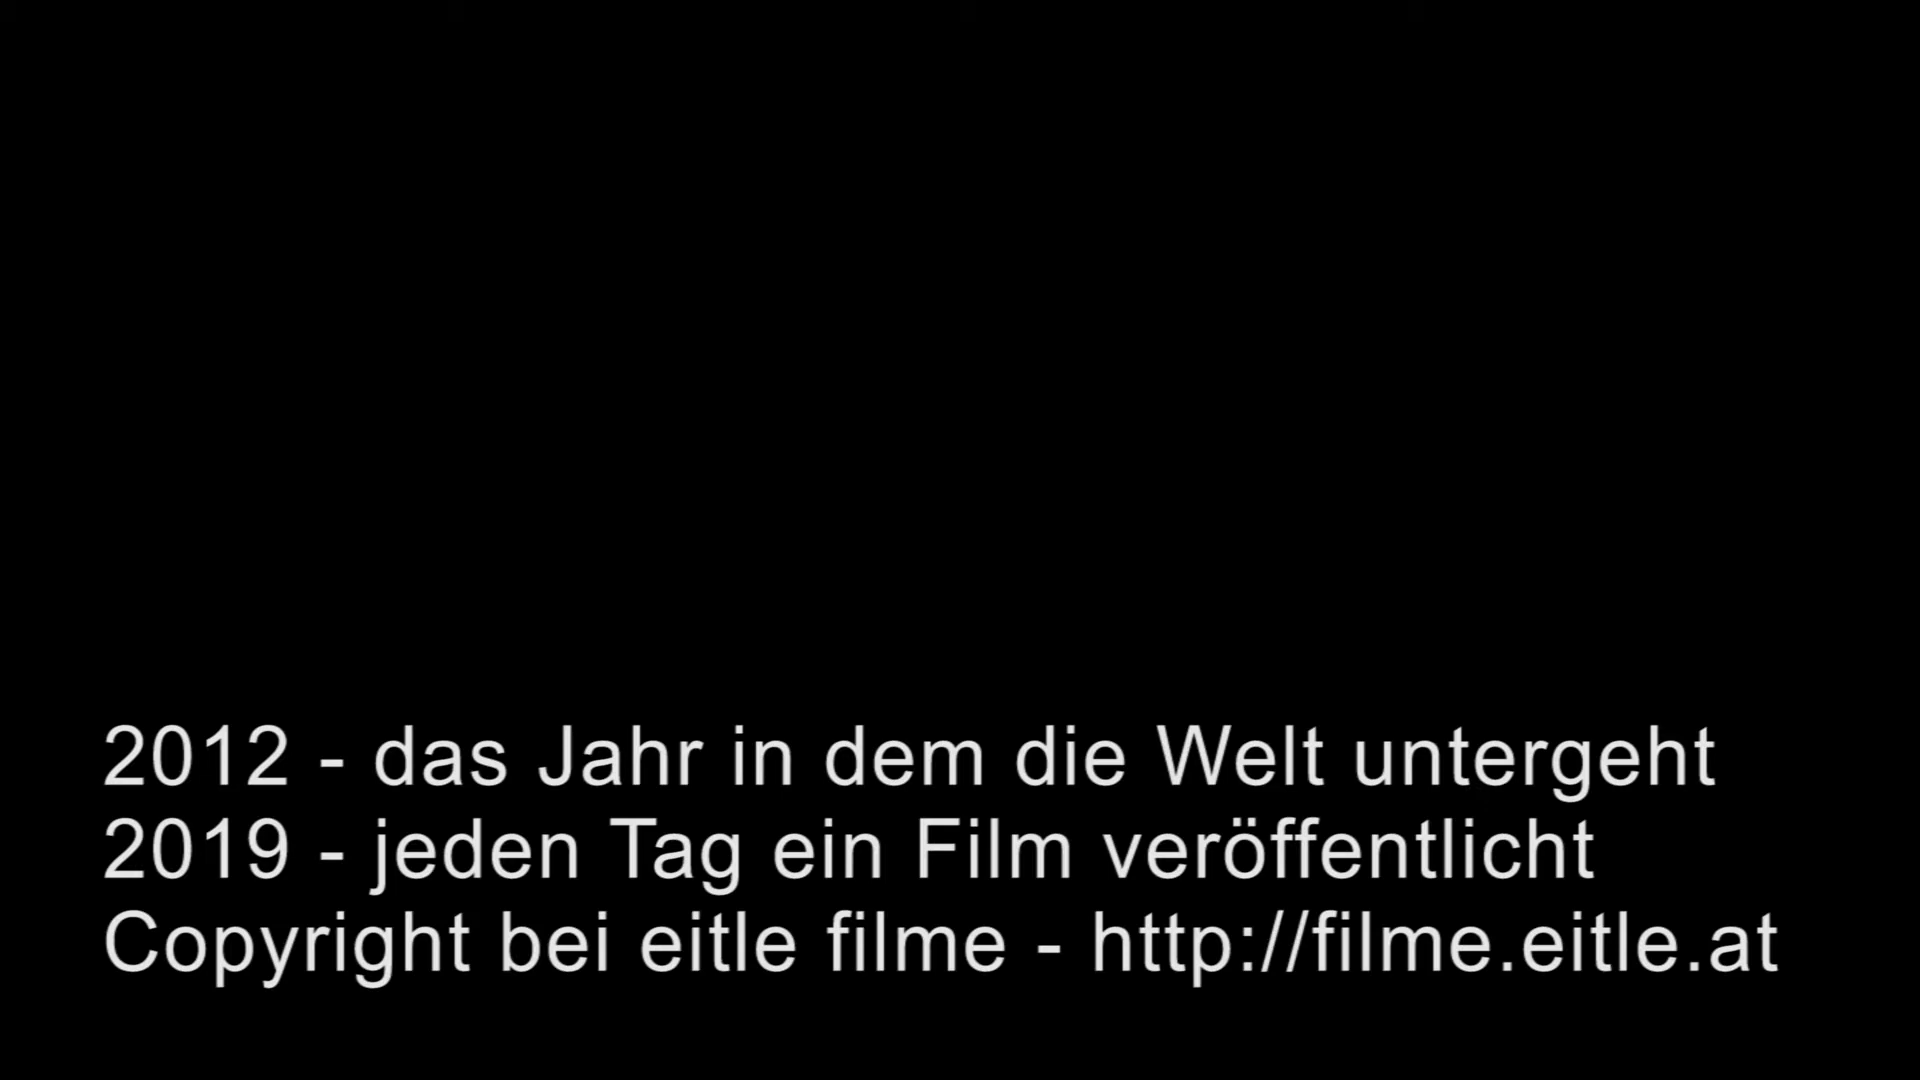 2012 - das Jahr in dem die Welt untergeht
2019 - jeden Tag ein Film veröffentlicht
Copyright bei eitle filme - http://filme.eitle.at